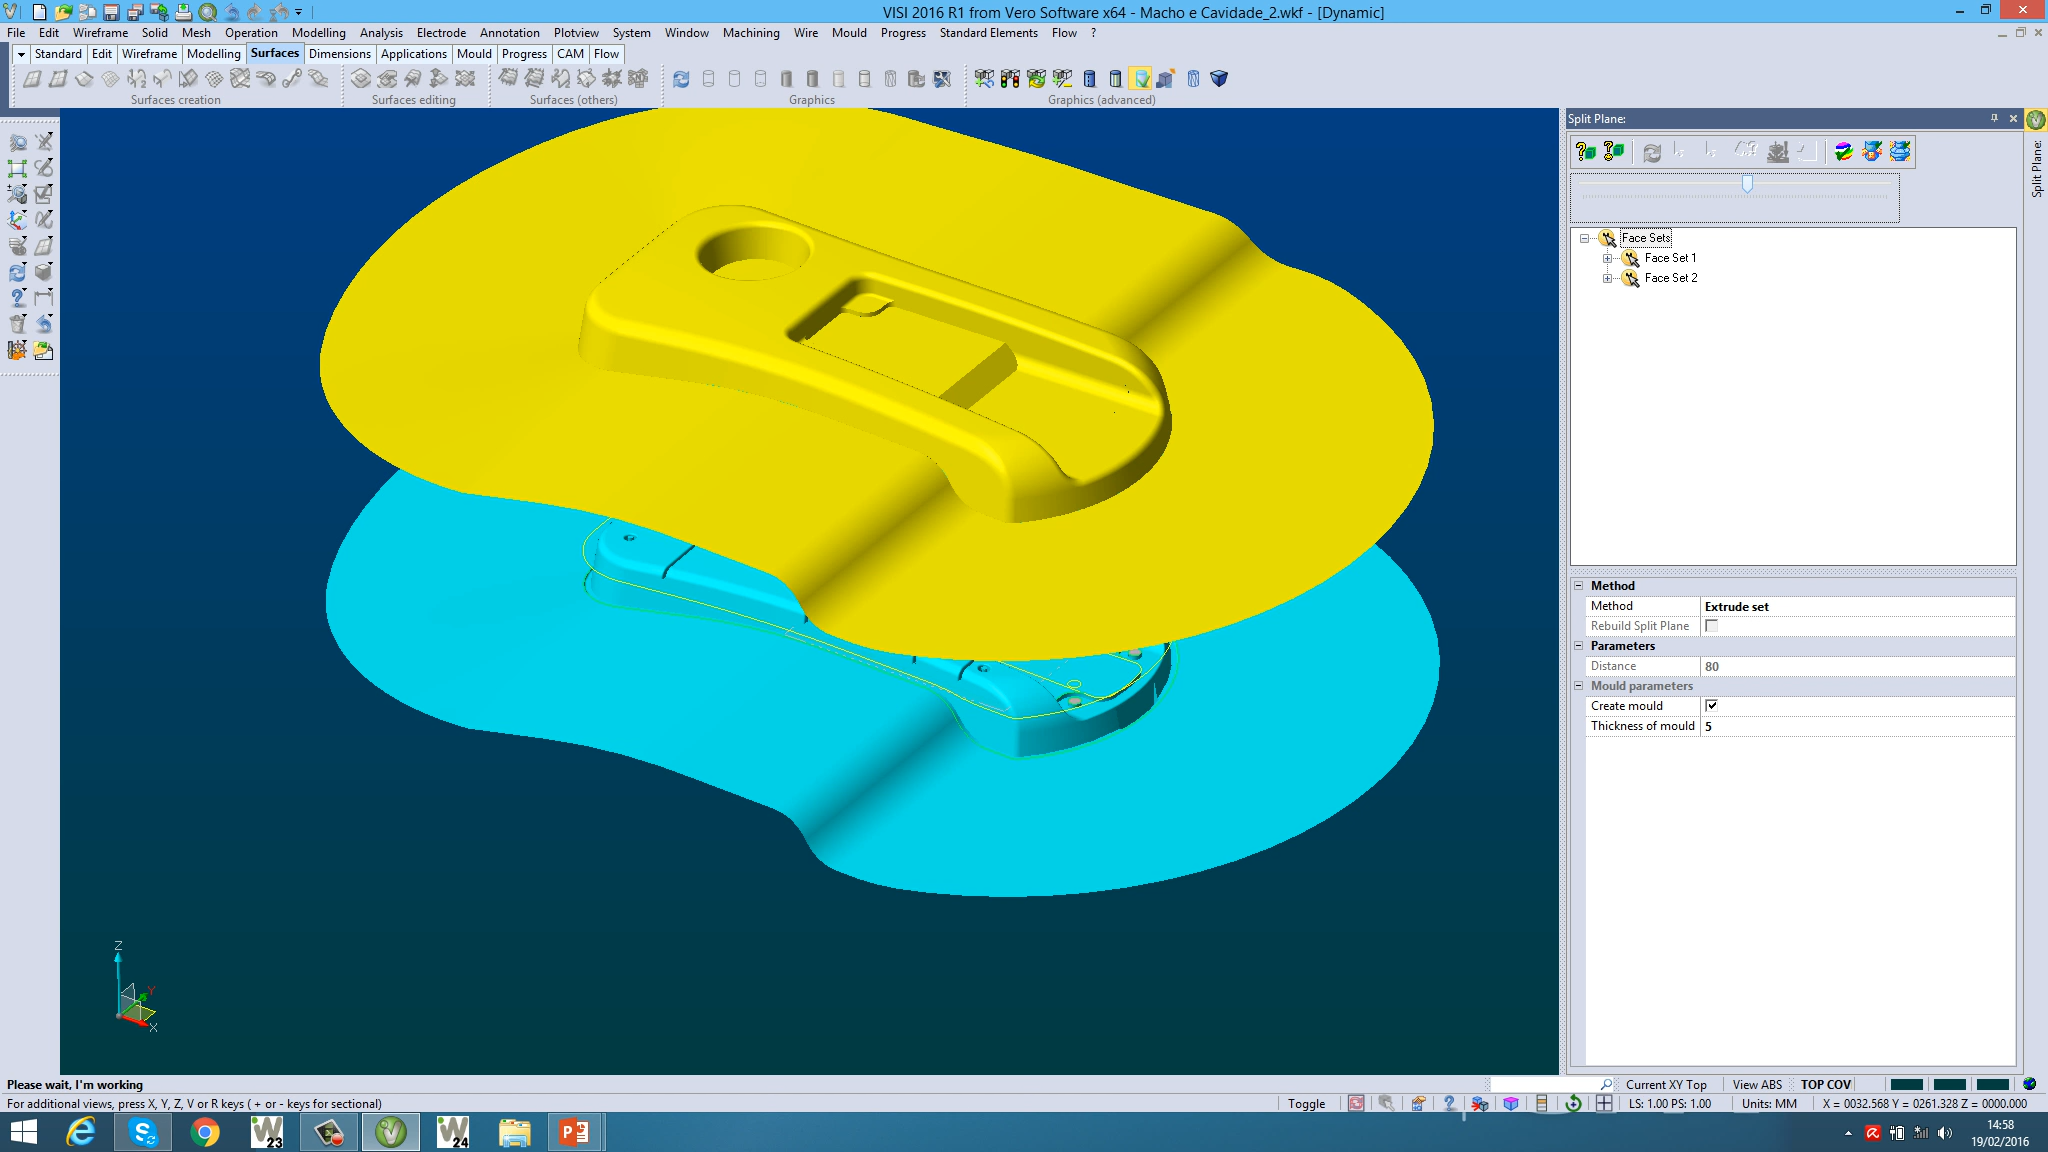 VISI 2016 R1 from Vero Software x64 - Macho e Cavidade_2.wkf - [Dynamic]
File Edit Wireframe Solid Mesh Operation Modelling Analysis Electrode Annotation Plotview System Window Machining Wire Mould Progress Standard Elements Flow ?
Standard Edit Wireframe Modelling Surfaces Dimensions Applications Mould Progress CAM Flow
Surfaces creation Surfaces editing Surfaces (others) Graphics Graphics (advanced)
Split Plane:
Split Plane:
Face Sets
Face Set 1
Face Set 2
Method
Method Extrude set
Rebuild Split Plane
Parameters
Distance 80
Mould parameters
Create mould
Thickness of mould 5
Z
Y
X
Please wait, I'm working
Current XY Top View ABS TOP COV
For additional views, press X, Y, Z, V or R keys ( + or - keys for sectional)
Toggle LS: 1.00 PS: 1.00 Units: MM X = 0032.568 Y = 0261.328 Z = 0000.000
23 24
14:58
19/02/2016